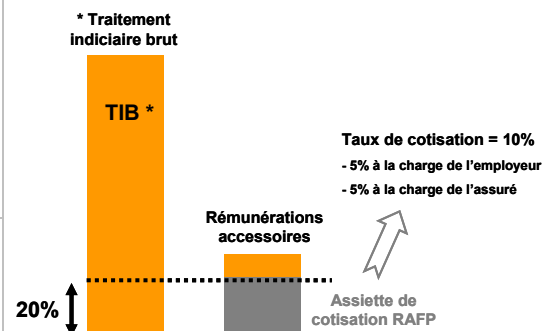 * Traitement
indiciaire brut
TIB *
Taux de cotisation = 10%
- 5% à la charge de l'employeur
- 5% à la charge de l'assuré
Rémunérations
accessoires
20%
Assiette de
cotisation RAFP